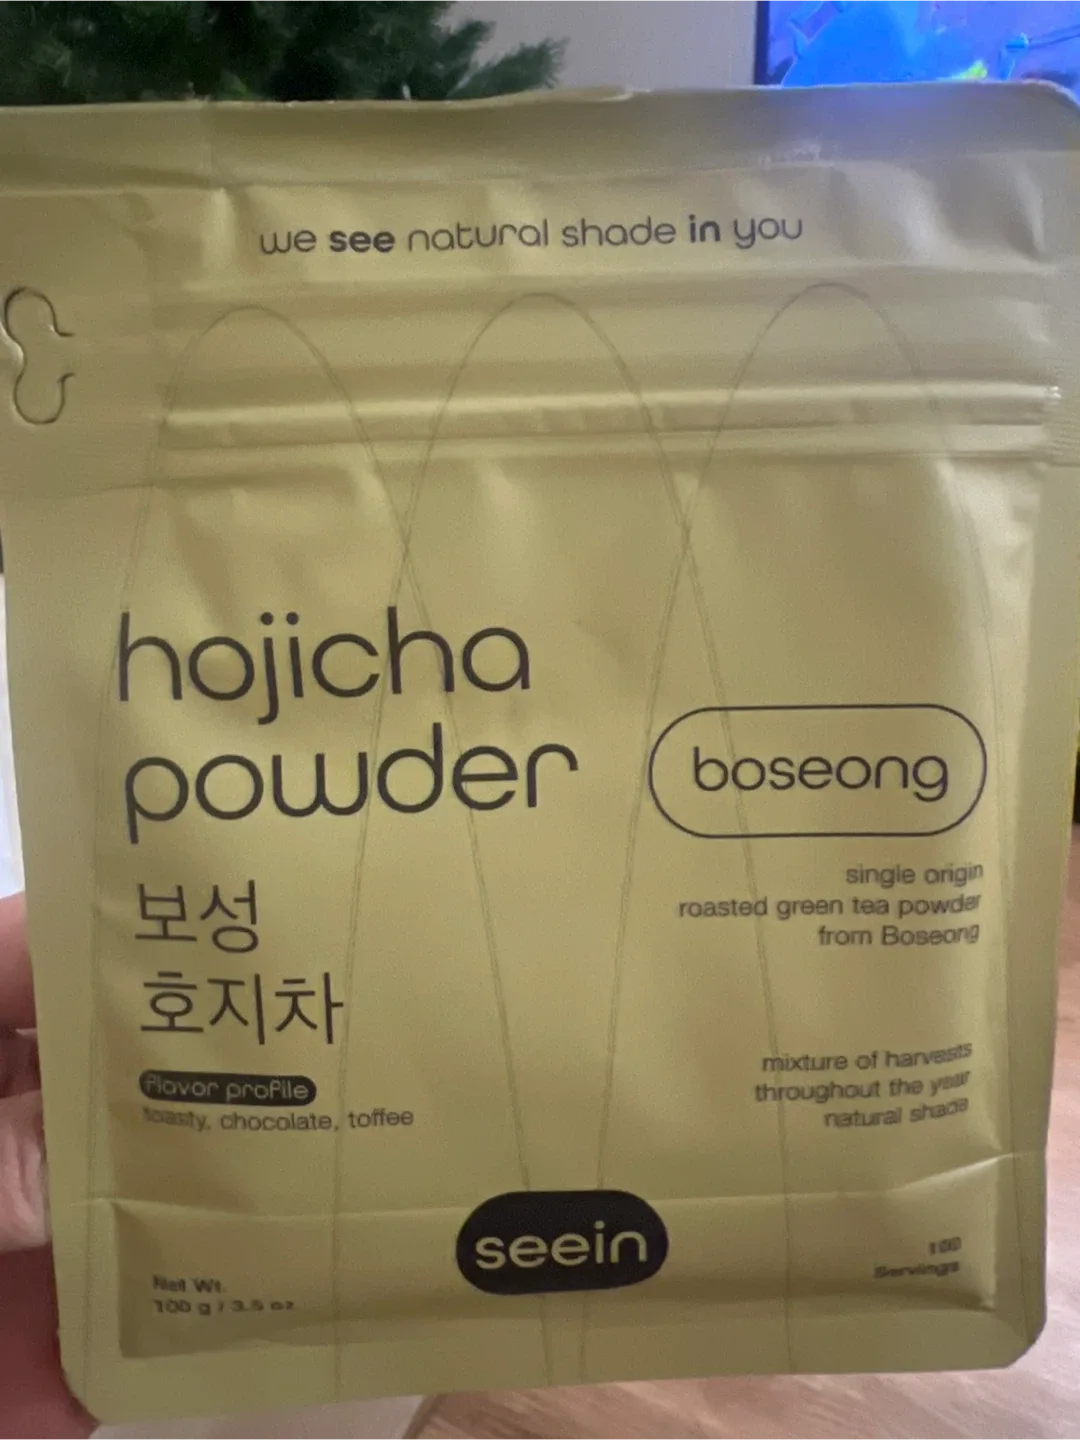 we see natural shade in you
hojicha
powder
보성
호지차
flavor profile
toasty, chocolate, toffee
boseong
single origin
roasted green tea powder
from Boseong
mixture of harvests
throughout the year
natural shade
seein
Net Wt.
100 g / 3.5 oz
100
Servings